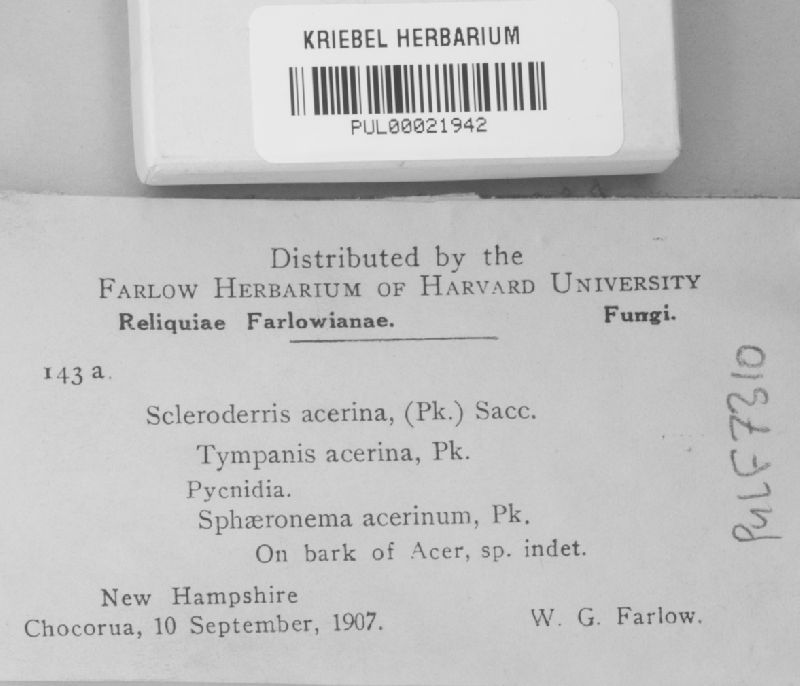 KRIEBEL HERBARIUM
PUL00021942
Distributed by the
FARLOW HERBARIUM OF HARVARD UNIVERSITY
Reliquiae Farlowianae. Fungi.
143 a.
Scleroderris acerina, (Pk.) Sacc.
Tympanis acerina, Pk.
Pycnidia.
Sphæronema acerinum, Pk.
On bark of Acer, sp. indet.
New Hampshire
Chocorua, 10 September, 1907. W. G. Farlow.